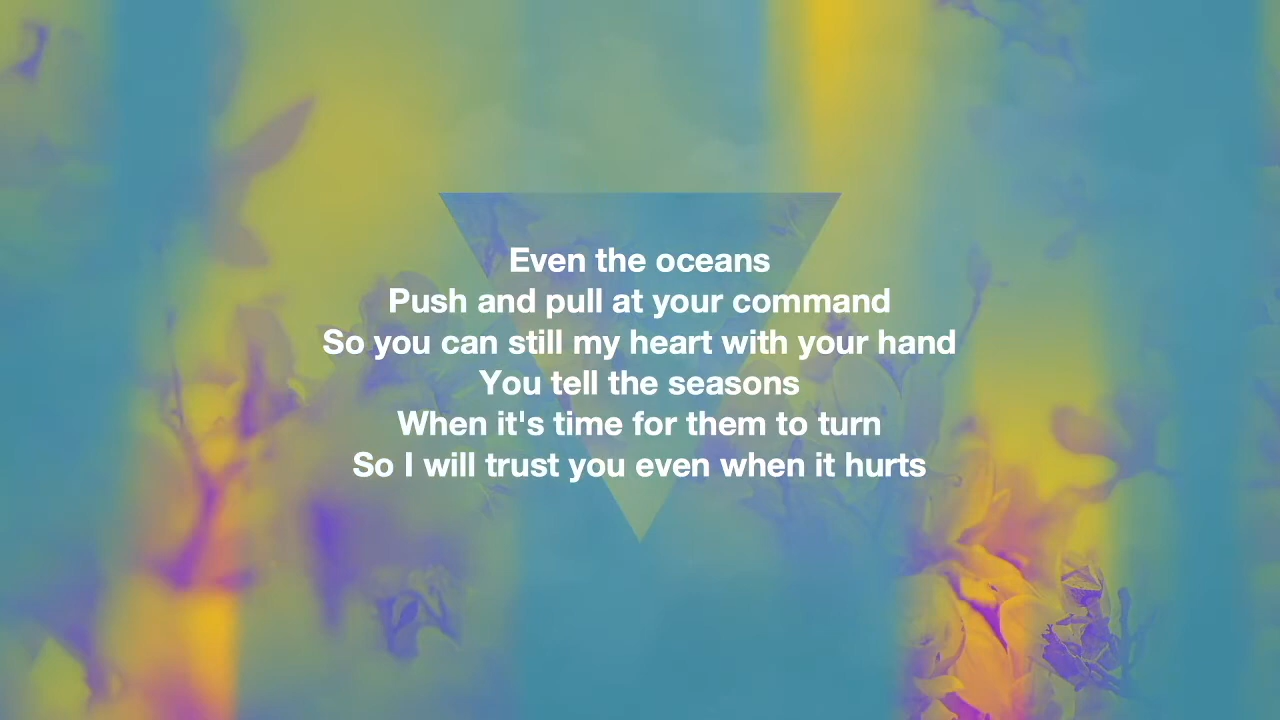 Even the oceans
Push and pull at your command
So you can still my heart with your hand
You tell the seasons
When it's time for them to turn
So I will trust you even when it hurts